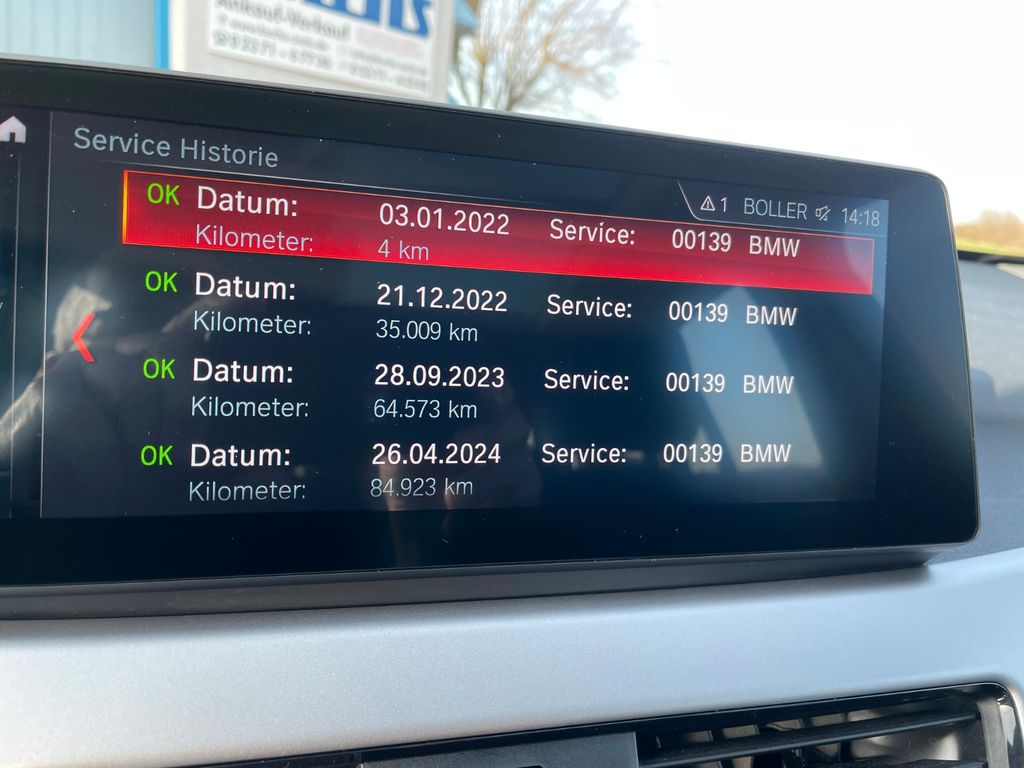 Ankauf-Verkauf
Service Historie
1 BOLLER 14:18
OK Datum: 03.01.2022 Service: 00139 BMW
Kilometer: 4 km
OK Datum: 21.12.2022 Service: 00139 BMW
Kilometer: 35.009 km
OK Datum: 28.09.2023 Service: 00139 BMW
Kilometer: 64.573 km
OK Datum: 26.04.2024 Service: 00139 BMW
Kilometer: 84.923 km